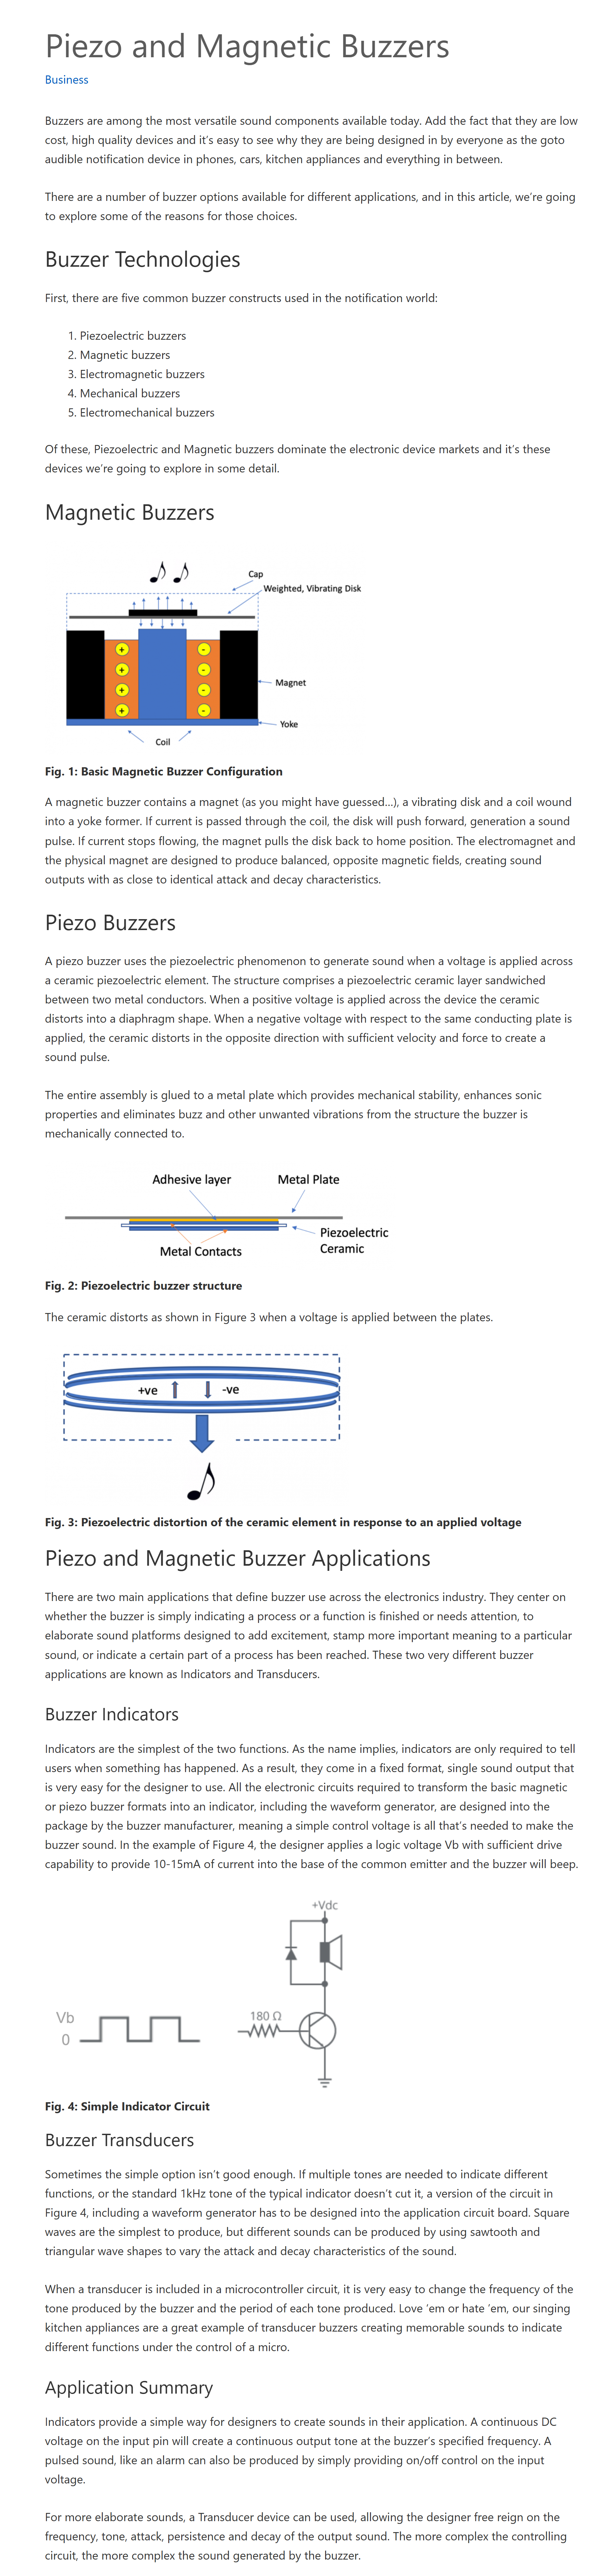 Piezo and Magnetic Buzzers
Business
Buzzers are among the most versatile sound components available today. Add the fact that they are low
cost, high quality devices and it's easy to see why they are being designed in by everyone as the goto
audible notification device in phones, cars, kitchen appliances and everything in between.
There are a number of buzzer options available for different applications, and in this article, we're going
to explore some of the reasons for those choices.
Buzzer Technologies
First, there are five common buzzer constructs used in the notification world:
1. Piezoelectric buzzers
2. Magnetic buzzers
3. Electromagnetic buzzers
4. Mechanical buzzers
5. Electromechanical buzzers
Of these, Piezoelectric and Magnetic buzzers dominate the electronic device markets and it's these
devices we're going to explore in some detail.
Magnetic Buzzers
Cap
Weighted, Vibrating Disk
+ -
+ -
+ -
+ -
Magnet
Yoke
Coil
Fig. 1: Basic Magnetic Buzzer Configuration
A magnetic buzzer contains a magnet (as you might have guessed…), a vibrating disk and a coil wound
into a yoke former. If current is passed through the coil, the disk will push forward, generation a sound
pulse. If current stops flowing, the magnet pulls the disk back to home position. The electromagnet and
the physical magnet are designed to produce balanced, opposite magnetic fields, creating sound
outputs with as close to identical attack and decay characteristics.
Piezo Buzzers
A piezo buzzer uses the piezoelectric phenomenon to generate sound when a voltage is applied across
a ceramic piezoelectric element. The structure comprises a piezoelectric ceramic layer sandwiched
between two metal conductors. When a positive voltage is applied across the device the ceramic
distorts into a diaphragm shape. When a negative voltage with respect to the same conducting plate is
applied, the ceramic distorts in the opposite direction with sufficient velocity and force to create a
sound pulse.
The entire assembly is glued to a metal plate which provides mechanical stability, enhances sonic
properties and eliminates buzz and other unwanted vibrations from the structure the buzzer is
mechanically connected to.
Adhesive layer Metal Plate
Piezoelectric
Ceramic
Metal Contacts
Fig. 2: Piezoelectric buzzer structure
The ceramic distorts as shown in Figure 3 when a voltage is applied between the plates.
+ve -ve
Fig. 3: Piezoelectric distortion of the ceramic element in response to an applied voltage
Piezo and Magnetic Buzzer Applications
There are two main applications that define buzzer use across the electronics industry. They center on
whether the buzzer is simply indicating a process or a function is finished or needs attention, to
elaborate sound platforms designed to add excitement, stamp more important meaning to a particular
sound, or indicate a certain part of a process has been reached. These two very different buzzer
applications are known as Indicators and Transducers.
Buzzer Indicators
Indicators are the simplest of the two functions. As the name implies, indicators are only required to tell
users when something has happened. As a result, they come in a fixed format, single sound output that
is very easy for the designer to use. All the electronic circuits required to transform the basic magnetic
or piezo buzzer formats into an indicator, including the waveform generator, are designed into the
package by the buzzer manufacturer, meaning a simple control voltage is all that's needed to make the
buzzer sound. In the example of Figure 4, the designer applies a logic voltage Vb with sufficient drive
capability to provide 10-15mA of current into the base of the common emitter and the buzzer will beep.
+Vdc
Vb
0
180 Ω
Fig. 4: Simple Indicator Circuit
Buzzer Transducers
Sometimes the simple option isn't good enough. If multiple tones are needed to indicate different
functions, or the standard 1kHz tone of the typical indicator doesn't cut it, a version of the circuit in
Figure 4, including a waveform generator has to be designed into the application circuit board. Square
waves are the simplest to produce, but different sounds can be produced by using sawtooth and
triangular wave shapes to vary the attack and decay characteristics of the sound.
When a transducer is included in a microcontroller circuit, it is very easy to change the frequency of the
tone produced by the buzzer and the period of each tone produced. Love 'em or hate 'em, our singing
kitchen appliances are a great example of transducer buzzers creating memorable sounds to indicate
different functions under the control of a micro.
Application Summary
Indicators provide a simple way for designers to create sounds in their application. A continuous DC
voltage on the input pin will create a continuous output tone at the buzzer's specified frequency. A
pulsed sound, like an alarm can also be produced by simply providing on/off control on the input
voltage.
For more elaborate sounds, a Transducer device can be used, allowing the designer free reign on the
frequency, tone, attack, persistence and decay of the output sound. The more complex the controlling
circuit, the more complex the sound generated by the buzzer.